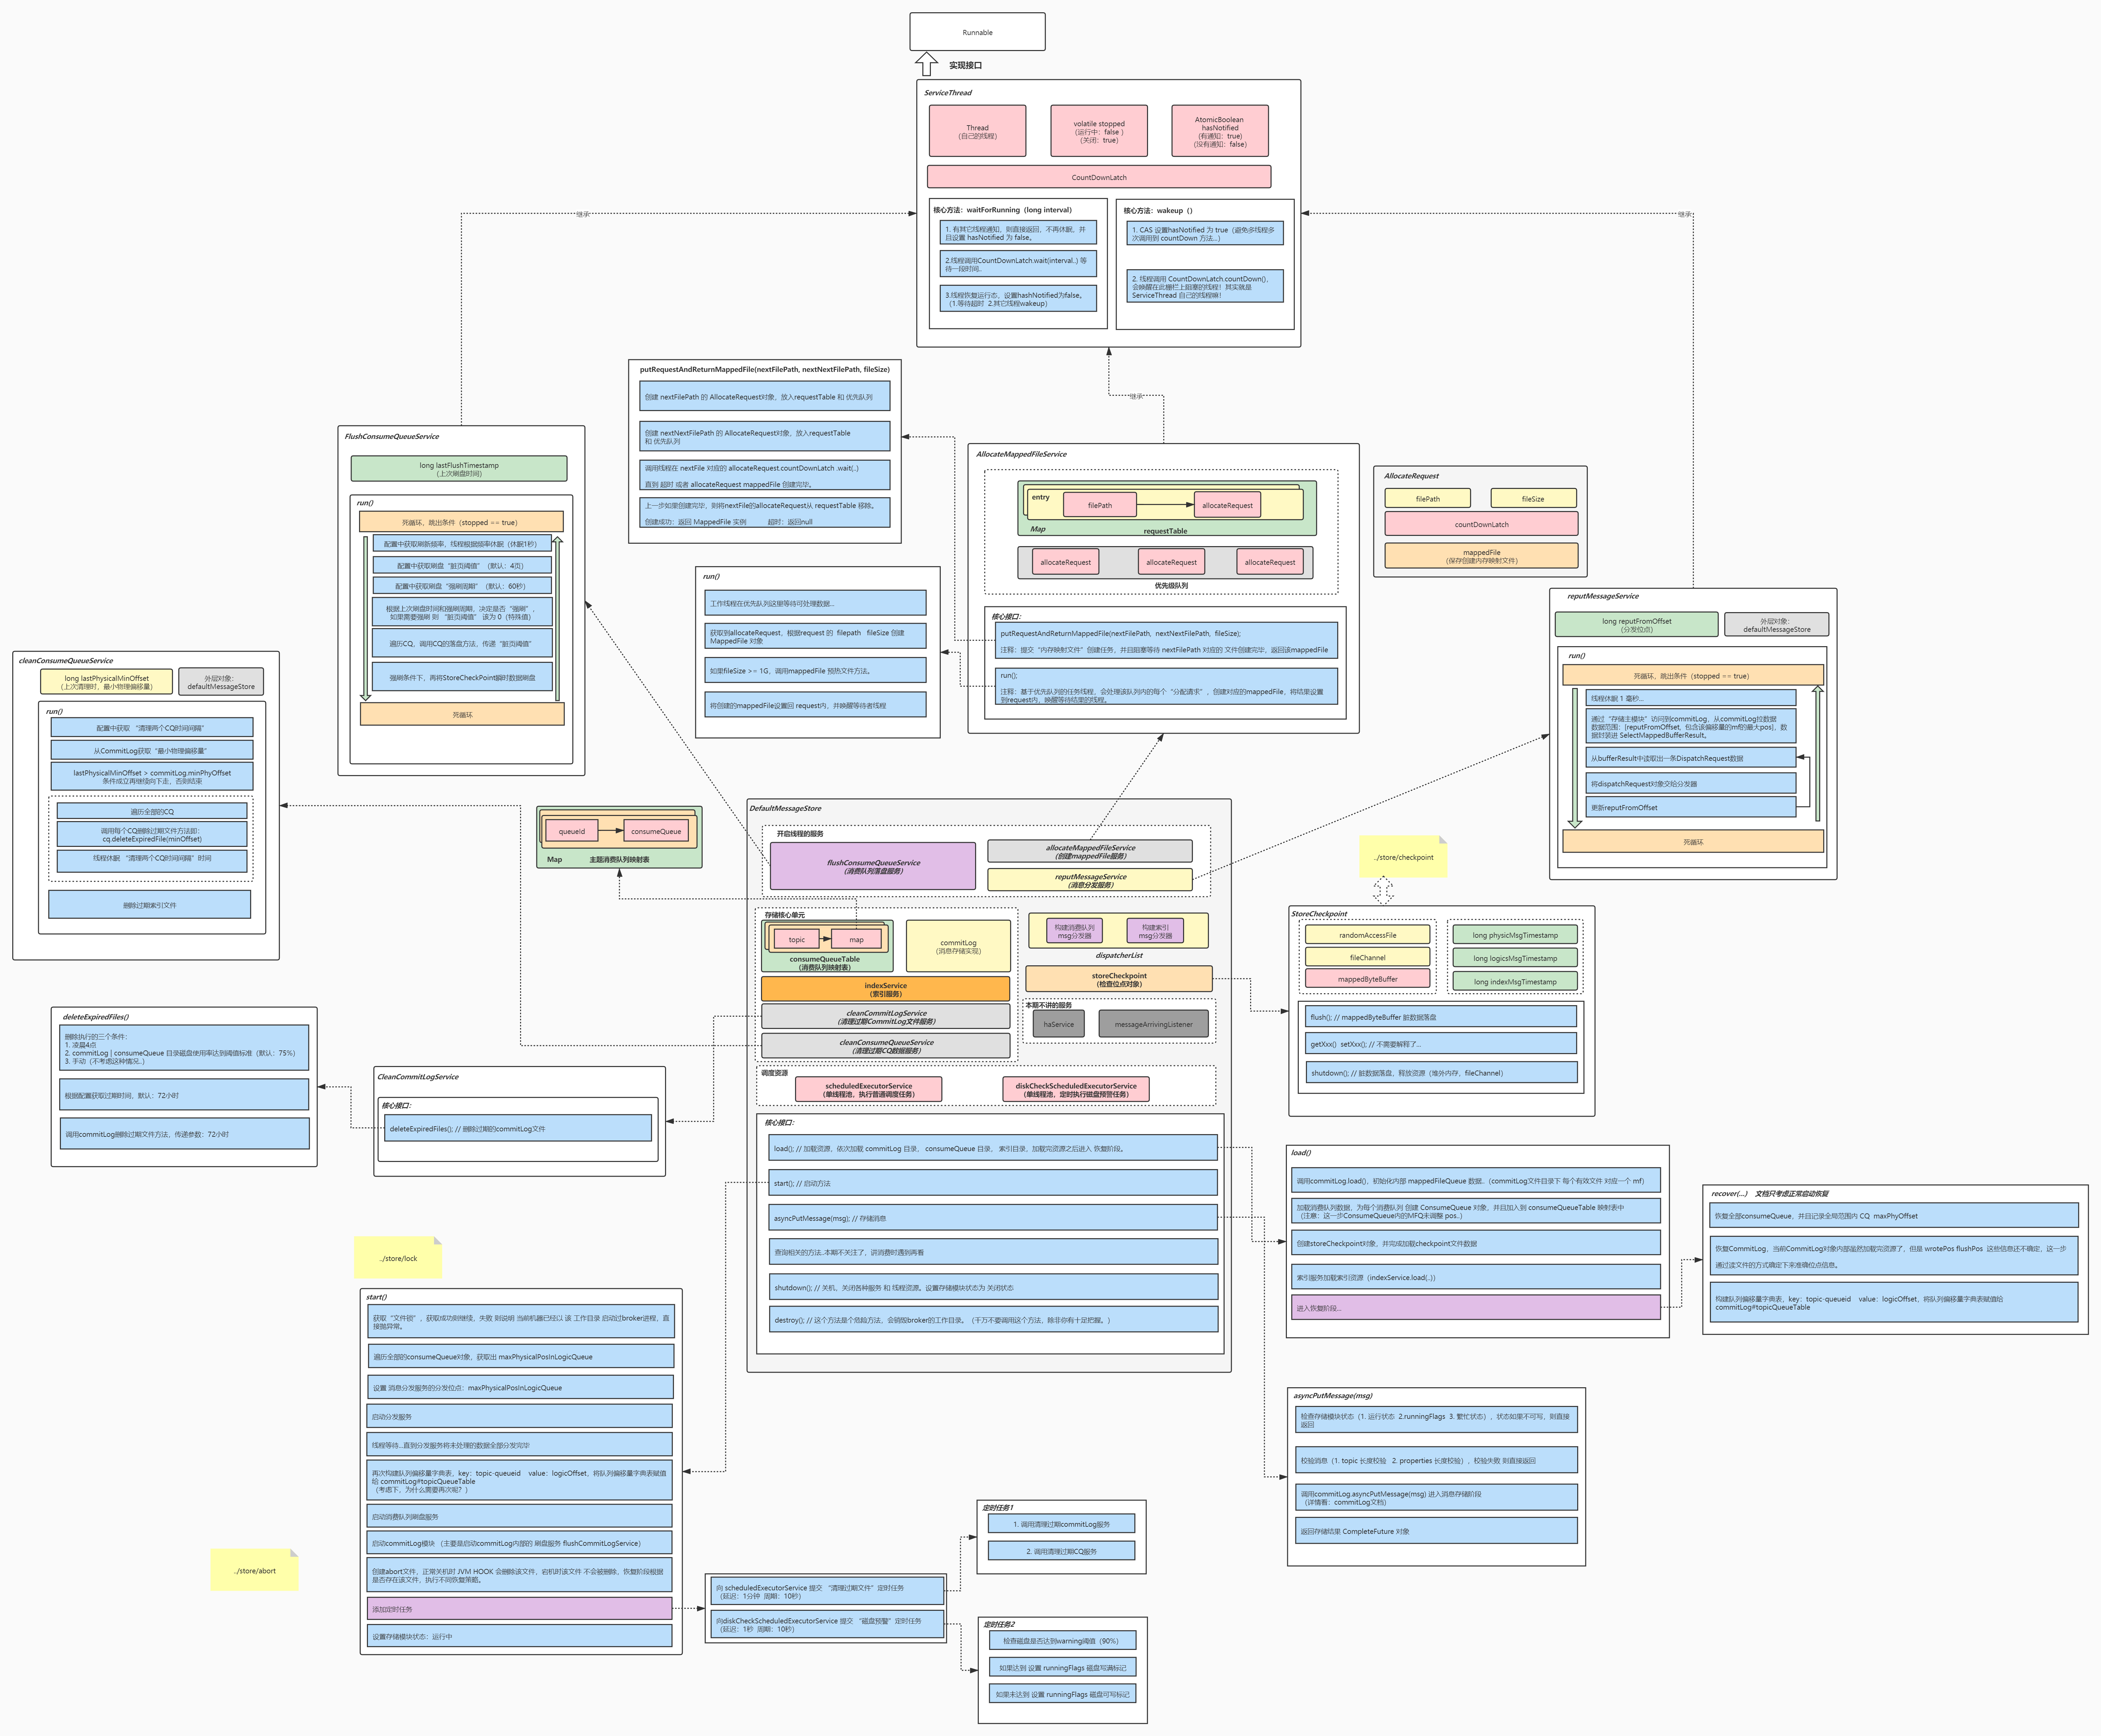 Runnable
实现接口
ServiceThread
Thread
(自己的线程)
volatile stopped
(运行中：false )
(关闭：true)
AtomicBoolean
hasNotified
(有通知：true)
(没有通知：false)
CountDownLatch
核心方法：waitForRunning（long interval)
1. 有其它线程通知，则直接返回，不再休眠，并
且设置 hasNotified 为 false。
2.线程调用CountDownLatch.wait(interval..) 等
待一段时间..
3.线程恢复运行态，设置hashNotified为false。
（1.等待超时  2.其它线程wakeup）
核心方法：wakeup（）
1. CAS 设置hasNotified 为 true（避免多线程多
次调用到 countDown 方法...）
2. 线程调用 CountDownLatch.countDown()，
会唤醒在此栅栏上阻塞的线程！其实就是
ServiceThread 自己的线程嘛！
继承
继承
继承
putRequestAndReturnMappedFile(nextFilePath, nextNextFilePath, fileSize)
创建 nextFilePath 的 AllocateRequest对象，放入requestTable 和 优先队列
创建 nextNextFilePath 的 AllocateRequest对象，放入requestTable
和 优先队列
调用线程在 nextFile 对应的 allocateRequest.countDownLatch .wait(..)
直到 超时 或者 allocateRequest mappedFile 创建完毕。
上一步如果创建完毕，则将nextFile的allocateRequest从 requestTable 移除。
创建成功：返回 MappedFile 实例 超时：返回null
FlushConsumeQueueService
long lastFlushTimestamp
(上次刷盘时间)
run()
死循环，跳出条件（stopped == true）
配置中获取刷新频率，线程根据频率休眠（休眠1秒）
配置中获取刷盘 “脏页阈值” （默认：4页）
配置中获取刷盘 “强刷周期” （默认：60秒）
根据上次刷盘时间和强刷周期，决定是否 “强刷” ，
如果需要强刷 则 “脏页阈值” 该为 0（特殊值）
遍历CQ，调用CQ的落盘方法，传递 “脏页阈值”
强刷条件下，再将StoreCheckPoint瞬时数据刷盘
死循环
AllocateMappedFileService
entry
filePath
allocateRequest
Map
requestTable
allocateRequest
allocateRequest
allocateRequest
优先级队列
核心接口：
putRequestAndReturnMappedFile(nextFilePath,  nextNextFilePath,  fileSize);
注释：提交 “内存映射文件” 创建任务，并且阻塞等待 nextFilePath 对应的 文件创建完毕，返回该mappedFile
run();
注释：基于优先队列的任务线程，会处理该队列内的每个 “分配请求” ，创建对应的mappedFile，将结果设置
到request内，唤醒等待结果的线程。
AllocateRequest
filePath
fileSize
countDownLatch
mappedFile
(保存创建内存映射文件)
run()
工作线程在优先队列这里等待可处理数据...
获取到allocateRequest，根据request 的  filepath   fileSize 创建
MappedFile 对象
如果fileSize >= 1G，调用mappedFile 预热文件方法。
将创建的mappedFile设置回 request内，并唤醒等待者线程
reputMessageService
long reputFromOffset
(分发位点)
外层对象：
defaultMessageStore
run()
死循环，跳出条件（stopped == true）
线程休眠 1 毫秒...
通过 “存储主模块” 访问到commitLog，从commitLog拉数据
数据范围：[reputFromOffset, 包含该偏移量的mf的最大pos]，数
据封装进 SelectMappedBufferResult。
从bufferResult中读取出一条DispatchRequest数据
将dispatchRequest对象交给分发器
更新reputFromOffset
死循环
cleanConsumeQueueService
long lastPhysicalMinOffset
(上次清理时，最小物理偏移量)
外层对象：
defaultMessageStore
run()
配置中获取 “清理两个CQ时间间隔”
从CommitLog获取 “最小物理偏移量”
lastPhysicalMinOffset > commitLog.minPhyOffset
条件成立再继续向下走，否则结束
遍历全部的CQ
调用每个CQ删除过期文件方法即：
cq.deleteExpiredFile(minOffset)
线程休眠 “清理两个CQ时间间隔” 时间
删除过期索引文件
queueId
consumeQueue
Map
主题消费队列映射表
DefaultMessageStore
开启线程的服务
flushConsumeQueueService
（消费队列落盘服务）
allocateMappedFileService
（创建mappedFile服务）
reputMessageService
（消息分发服务）
存储核心单元
topic
map
consumeQueueTable
（消费队列映射表）
commitLog
（消息存储实现）
indexService
（索引服务）
cleanCommitLogService
（清理过期CommitLog文件服务）
cleanConsumeQueueService
（清理过期CQ数据服务）
构建消费队列
msg分发器
构建索引
msg分发器
dispatcherList
storeCheckpoint
（检查位点对象）
本期不讲的服务
haService
messageArrivingListener
调度资源
scheduledExecutorService
（单线程池，执行普通调度任务）
diskCheckScheduledExecutorService
（单线程池，定时执行磁盘预警任务）
核心接口：
load(); // 加载资源，依次加载 commitLog 目录， consumeQueue 目录， 索引目录，加载完资源之后进入 恢复阶段。
start(); // 启动方法
asyncPutMessage(msg); // 存储消息
查询相关的方法..本期不关注了，讲消费时遇到再看
shutdown(); // 关机，关闭各种服务 和 线程资源。设置存储模块状态为 关闭状态
destroy(); // 这个方法是个危险方法，会销毁broker的工作目录。（千万不要调用这个方法，除非你有十足把握。）
../store/checkpoint
StoreCheckpoint
randomAccessFile
fileChannel
mappedByteBuffer
long physicMsgTimestamp
long logicsMsgTimestamp
long indexMsgTimestamp
flush(); // mappedByteBuffer 脏数据落盘
getXxx()  setXxx(); // 不需要解释了...
shutdown(); // 脏数据落盘，释放资源（堆外内存，fileChannel）
deleteExpiredFiles()
删除执行的三个条件：
1. 凌晨4点
2. commitLog | consumeQueue 目录磁盘使用率达到阈值标准（默认：75%）
3. 手动（不考虑这种情况..）
根据配置获取过期时间，默认：72小时
调用commitLog删除过期文件方法，传递参数：72小时
CleanCommitLogService
核心接口：
deleteExpiredFiles(); // 删除过期的commitLog文件
load()
调用commitLog.load()，初始化内部 mappedFileQueue 数据..（commitLog文件目录下 每个有效文件 对应一个 mf）
加载消费队列数据，为每个消费队列 创建 ConsumeQueue 对象，并且加入到 consumeQueueTable 映射表中
（注意：这一步ConsumeQueue内的MFQ未调整 pos..）
创建storeCheckpoint对象，并完成加载checkpoint文件数据
索引服务加载索引资源（indexService.load(..)）
进入恢复阶段...
recover(...)    文档只考虑正常启动恢复
恢复全部consumeQueue，并且记录全局范围内 CQ  maxPhyOffset
恢复CommitLog，当前CommitLog对象内部虽然加载完资源了，但是 wrotePos flushPos  这些信息还不确定，这一步
通过读文件的方式确定下来准确位点信息。
构建队列偏移量字典表，key：topic-queueid    value：logicOffset，将队列偏移量字典表赋值给
commitLog#topicQueueTable
../store/lock
start()
获取 “文件锁” ，获取成功则继续，失败 则说明 当前机器已经以 该 工作目录 启动过broker进程，直
接抛异常。
遍历全部的consumeQueue对象，获取出 maxPhysicalPosInLogicQueue
设置 消息分发服务的分发位点：maxPhysicalPosInLogicQueue
启动分发服务
线程等待...直到分发服务将未处理的数据全部分发完毕
再次构建队列偏移量字典表，key：topic-queueid    value：logicOffset，将队列偏移量字典表赋值
给 commitLog#topicQueueTable
（考虑下，为什么需要再次呢？）
启动消费队列刷盘服务
启动commitLog模块 （主要是启动commitLog内部的 刷盘服务 flushCommitLogService）
创建abort文件，正常关机时 JVM HOOK 会删除该文件，宕机时该文件 不会被删除，恢复阶段根据
是否存在该文件，执行不同恢复策略。
添加定时任务
设置存储模块状态：运行中
../store/abort
asyncPutMessage(msg)
检查存储模块状态（1. 运行状态  2.runningFlags  3. 繁忙状态），状态如果不可写，则直接
返回
校验消息（1. topic 长度校验   2. properties 长度校验），校验失败 则直接返回
调用commitLog.asyncPutMessage(msg) 进入消息存储阶段
（详情看：commitLog文档）
返回存储结果 CompleteFuture 对象
向 scheduledExecutorService 提交 “清理过期文件” 定时任务
（延迟：1分钟  周期：10秒）
向diskCheckScheduledExecutorService 提交 “磁盘预警” 定时任务
（延迟：1秒  周期：10秒）
定时任务1
1. 调用清理过期commitLog服务
2. 调用清理过期CQ服务
定时任务2
检查磁盘是否达到warning阈值（90%）
如果达到 设置 runningFlags 磁盘写满标记
如果未达到 设置 runningFlags 磁盘可写标记